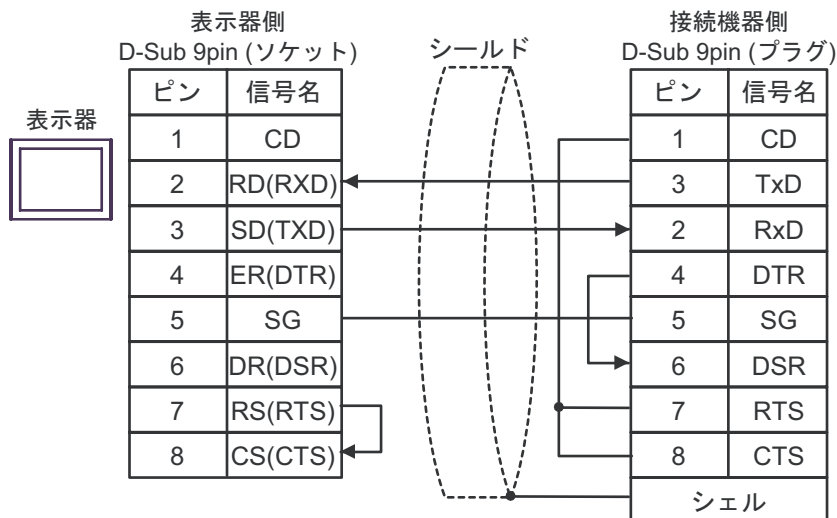 表示器側
D-Sub 9pin (ソケット)
シールド
接続機器側
D-Sub 9pin (プラグ)
表示器
ピン 信号名
1 CD
2 RD(RXD)
3 SD(TXD)
4 ER(DTR)
5 SG
6 DR(DSR)
7 RS(RTS)
8 CS(CTS)
ピン 信号名
1 CD
3 TxD
2 RxD
4 DTR
5 SG
6 DSR
7 RTS
8 CTS
シェル